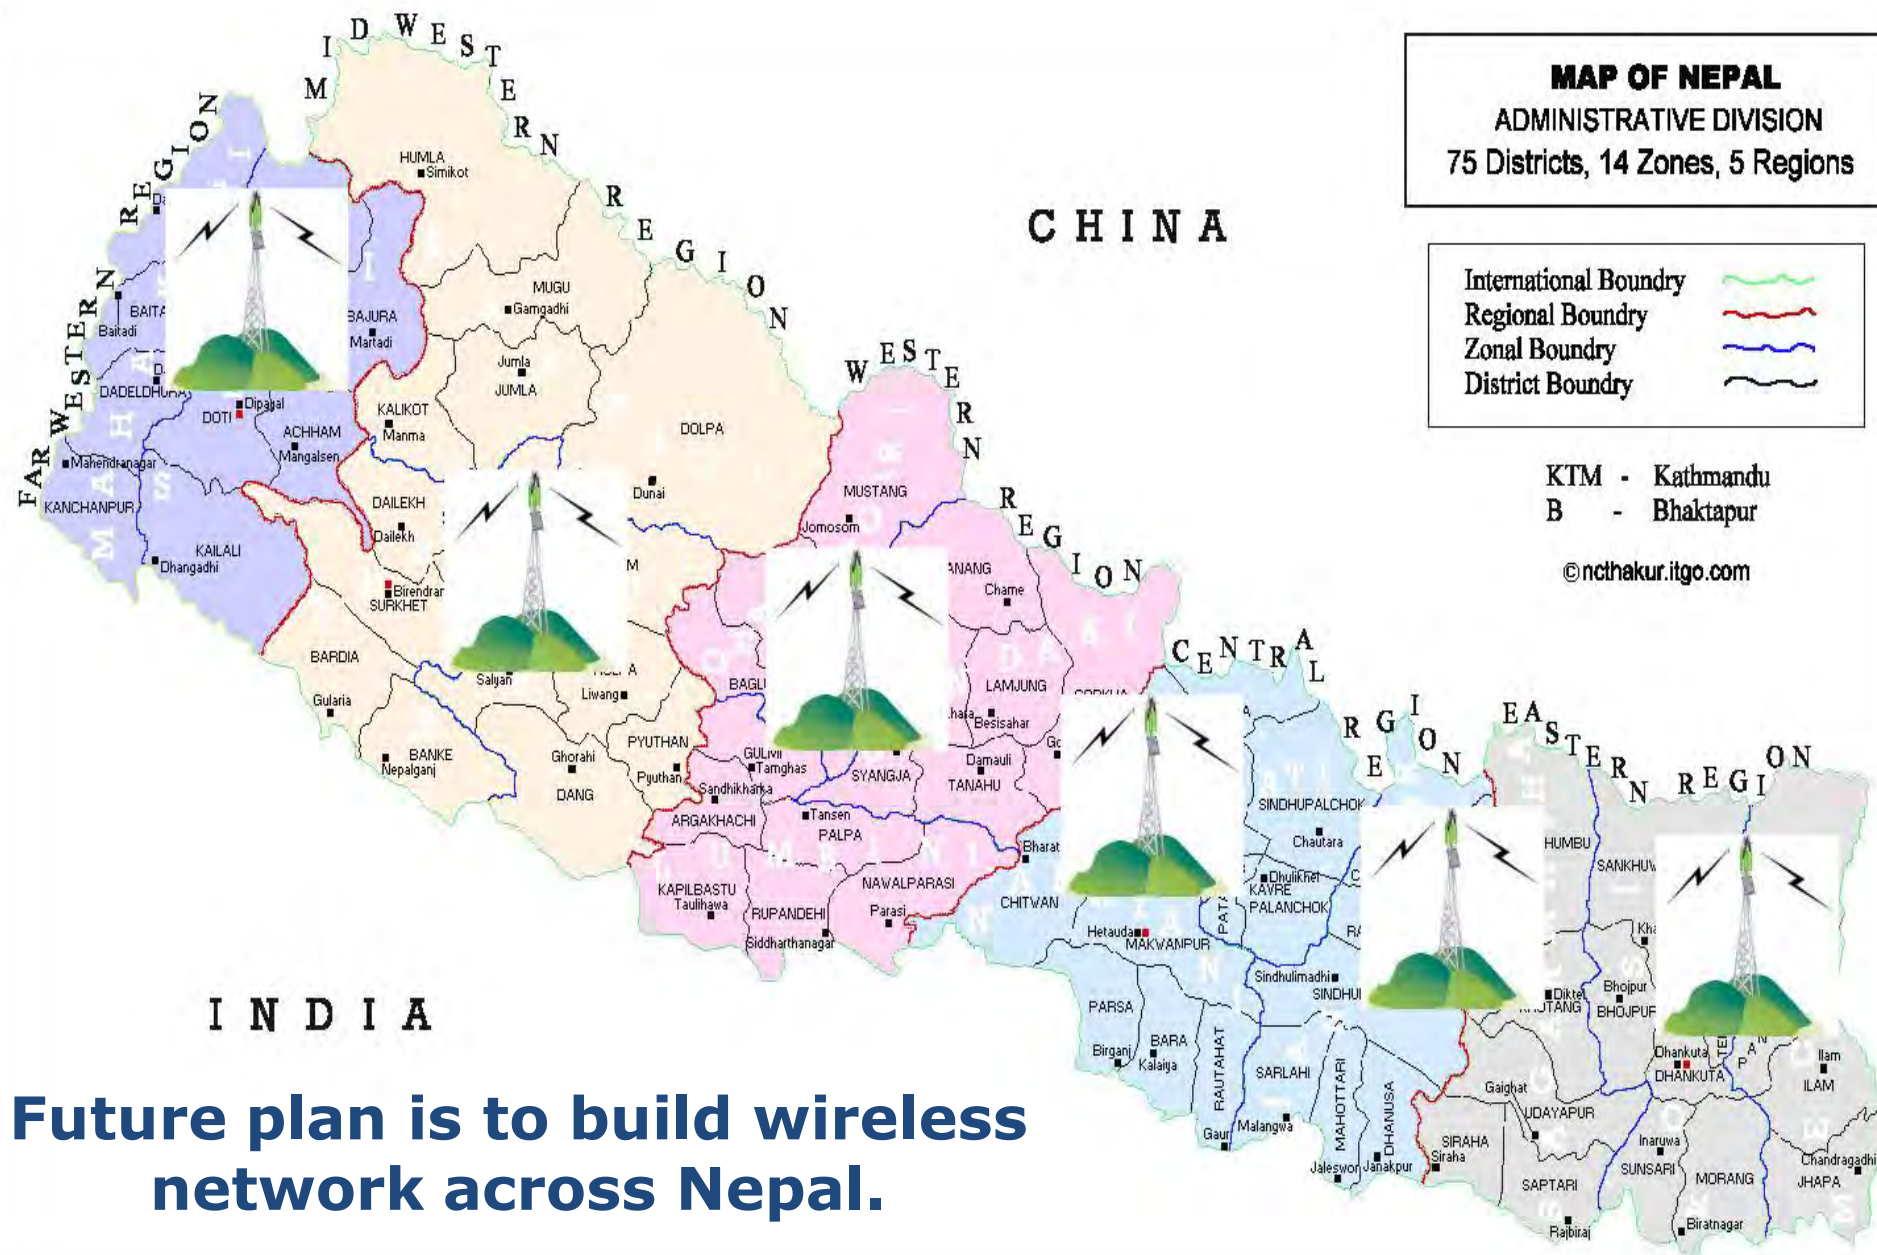 MID WESTERN REGION
FAR WESTERN REGION
WESTERN REGION
CENTRAL REGION
EASTERN REGION
MAP OF NEPAL
ADMINISTRATIVE DIVISION
75 Districts, 14 Zones, 5 Regions
CHINA
International Boundry
Regional Boundry
Zonal Boundry
District Boundry
KTM - Kathmandu
B - Bhaktapur
©ncthakur.itgo.com
HUMLA
Simikot
MUGU
Gamgadhi
BAJURA
Martadi
Baitadi
Jumla
JUMLA
DADELDHURA
KALIKOT
Manma
Dipayal
DOTI
ACHHAM
Mangalsen
DOLPA
Dunai
Mahendranagar
KANCHANPUR
DAILEKH
Dailekh
KAILALI
Dhangadhi
SURKHET
MUSTANG
Jomosom
Chame
BARDIA
Gularia
Salyan
Liwang
LAMJUNG
Besisahar
BANKE
Nepalganj
Ghorahi
DANG
PYUTHAN
Pyuthan
GULMI
Tamghas
Sandhikharka
ARGAKHACHI
SYANGJA
Damauli
TANAHU
Tansen
PALPA
KAPILBASTU
Taulihawa
RUPANDEHI
Siddharthanagar
NAWALPARASI
Parasi
LUMBINI
CHITWAN
SINDHUPALCHOK
Chautara
Dhulikhel
KAVRE
PALANCHOK
Hetauda
MAKWANPUR
Sindhulimadhi
PARSA
Birganj
BARA
Kalaiya
RAUTAHAT
Gaur
SARLAHI
Malangwa
MAHOTTARI
Jaleswor
DHANUSA
Janakpur
Diktel
KHOTANG
Bhojpur
BHOJPUR
Dhankuta
DHANKUTA
Ilam
ILAM
Gaighat
UDAYAPUR
SIRAHA
Siraha
SAPTARI
Rajbiraj
Inaruwa
SUNSARI
MORANG
Biratnagar
Chandragadhi
JHAPA
INDIA
Future plan is to build wireless
network across Nepal.